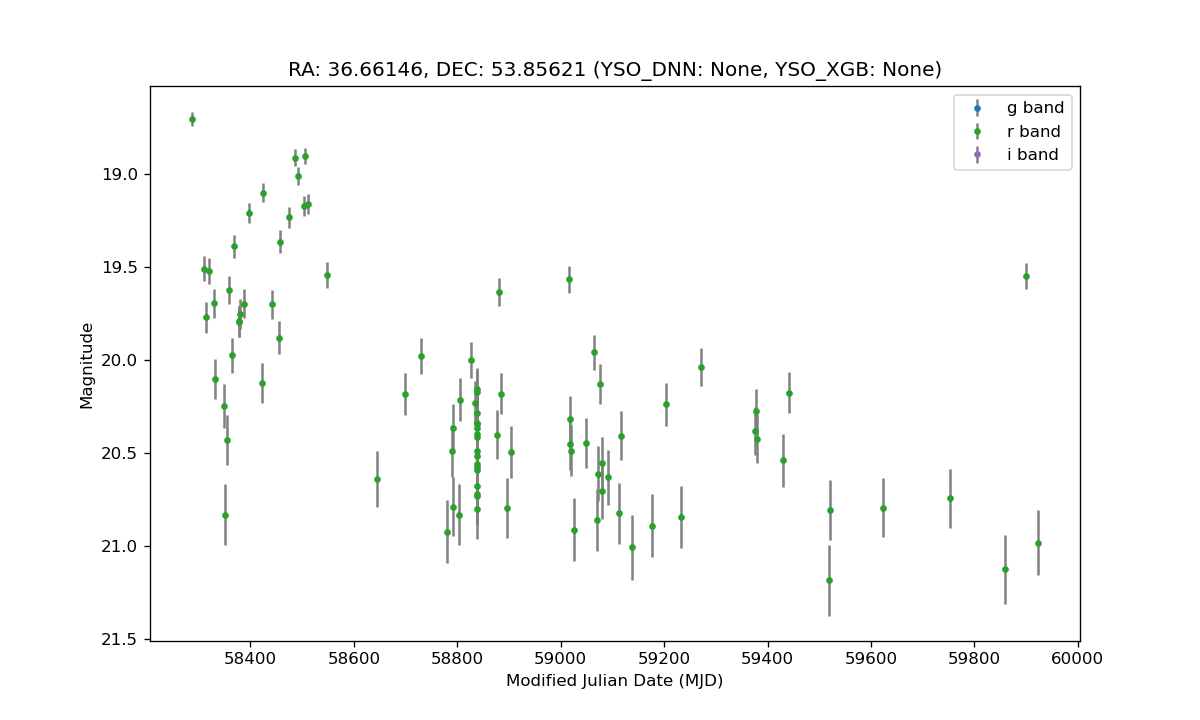 RA: 36.66146, DEC: 53.85621 (YSO_DNN: None, YSO_XGB: None)
g band
r band
i band
19.0
19.5
20.0
20.5
21.0
21.5
Magnitude
58400 58600 58800 59000 59200 59400 59600 59800 60000
Modified Julian Date (MJD)